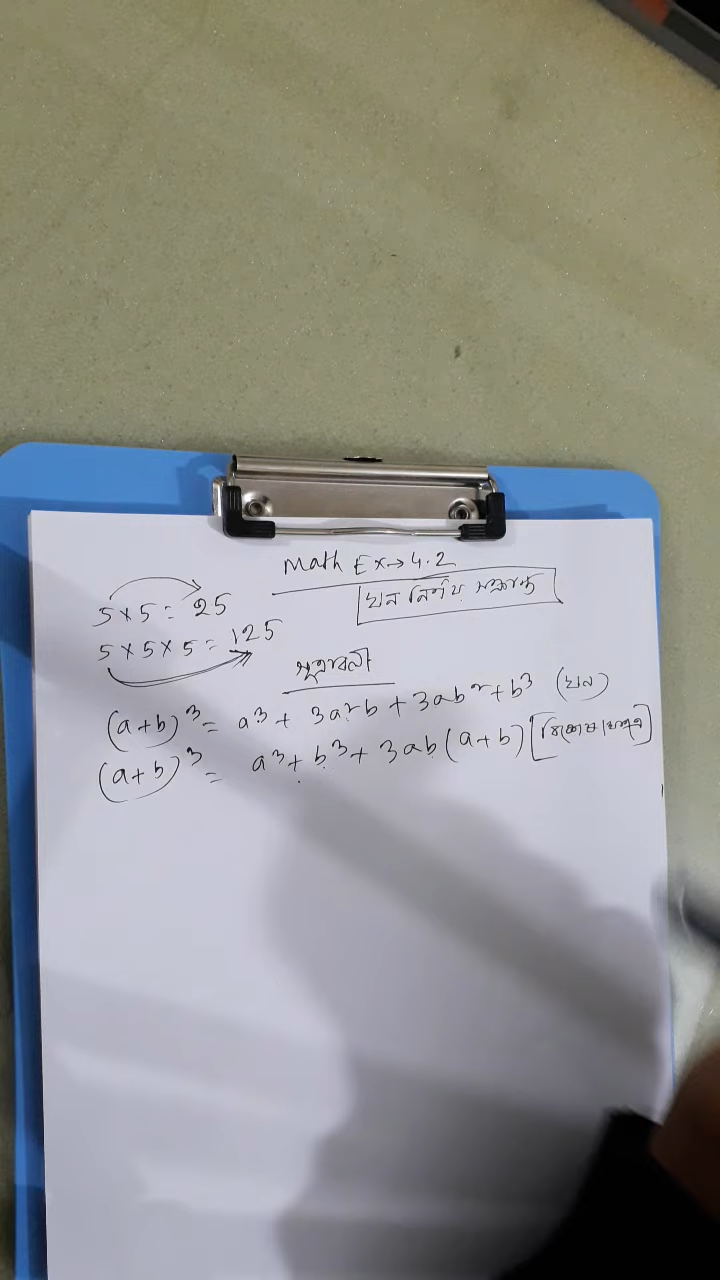 Math Ex→4.2
ঘন নির্ণয় সংক্রান্ত
5×5= 25
5×5×5=125
সূত্রাবলী
(a+b)³= a³+ 3a²b+3ab²+b³ (ঘন)
(a+b)³= a³+b³+3ab(a+b)